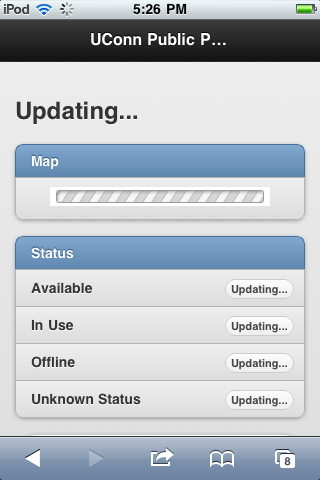 iPod 5:26 PM
UConn Public P...
Updating...
Map
Status
Available Updating...
In Use Updating...
Offline Updating...
Unknown Status Updating...
8